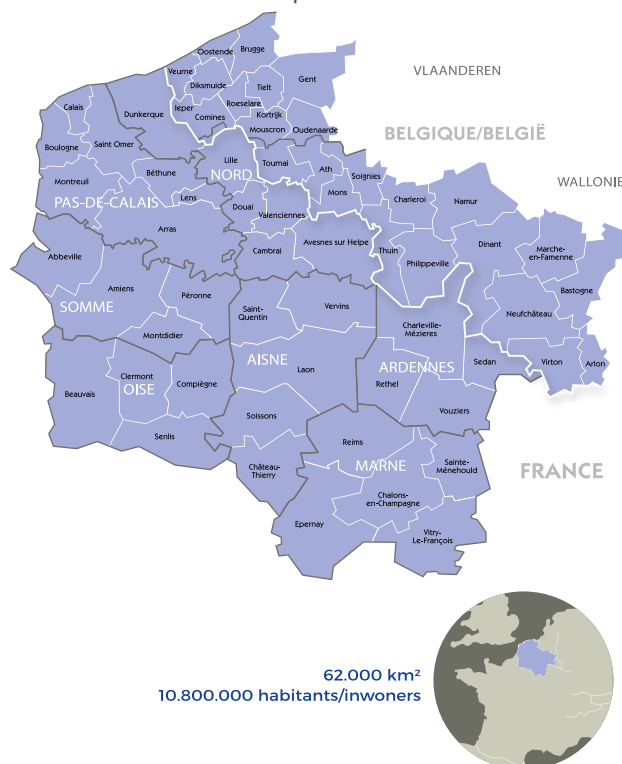 Oostende
Brugge
VLAANDEREN
Veurne
Gent
Diksmuide
Tielt
Calais
Dunkerque
Ieper
Roeselare
Comines
Kortrijk
Mouscron
Oudenaarde
BELGIQUE/BELGIË
Boulogne
Saint Omer
Lille
NORD
Tournai
Ath
Soignies
WALLONIE
Montreuil
Béthune
Mons
Charleroi
Namur
PAS-DE-CALAIS
Lens
Douai
Valenciennes
Arras
Cambrai
Avesnes sur Helpe
Thuin
Philippeville
Dinant
Marche-
en-Famenne
Abbeville
Amiens
Péronne
Bastogne
SOMME
Saint-
Quentin
Vervins
Neufchâteau
Montdidier
Charleville-
Mézieres
AISNE
Laon
ARDENNES
Sedan
Virton
Arlon
Clermont
OISE
Compiègne
Beauvais
Rethel
Soissons
Vouziers
Senlis
Reims
MARNE
Sainte-
Ménehould
FRANCE
Château-
Thierry
Chalons-
en-Champagne
Epernay
Vitry-
Le-François
62.000 km²
10.800.000 habitants/inwoners